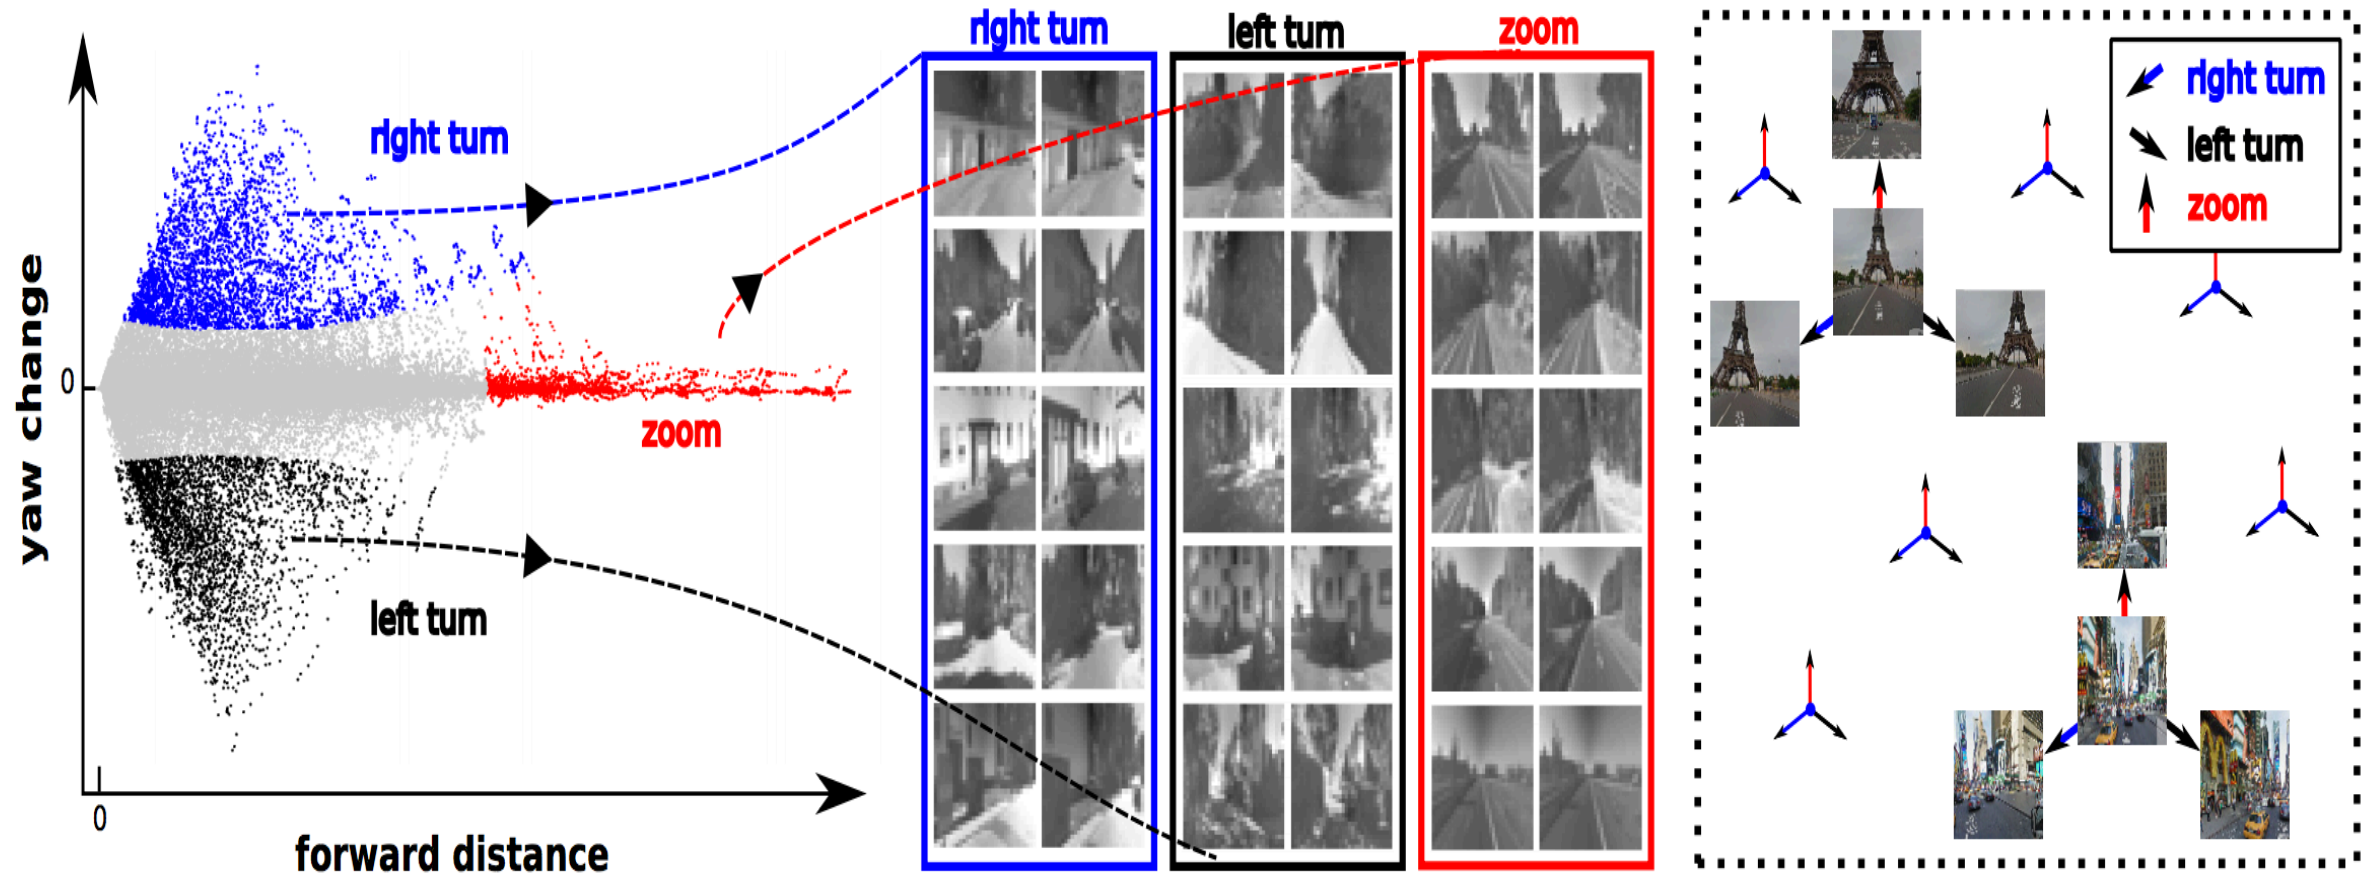 right turn
left turn
zoom
right turn
right turn
left turn
zoom
yaw change
0
zoom
left turn
0
forward distance